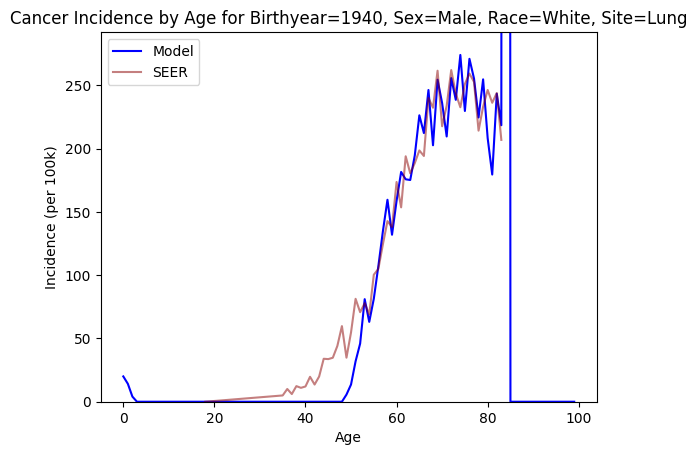 Cancer Incidence by Age for Birthyear=1940, Sex=Male, Race=White, Site=Lung
Model
SEER
Incidence (per 100k)
250
200
150
100
50
0
0 20 40 60 80 100
Age